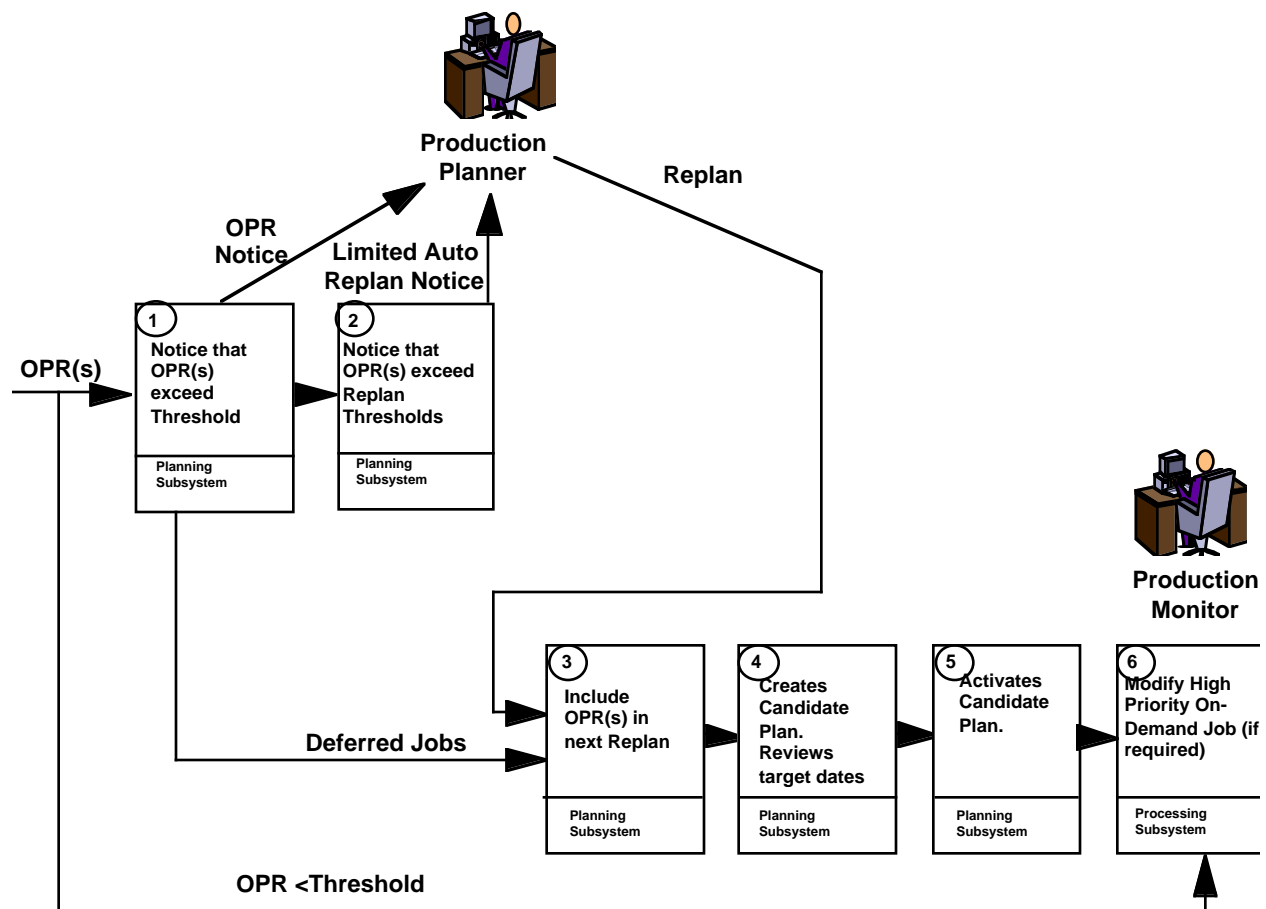 Production
Planner
Replan
OPR
Notice
Limited Auto
Replan Notice
OPR(s)
1
Notice that
OPR(s)
exceed
Threshold
Planning
Subsystem
2
Notice that
OPR(s) exceed
Replan
Thresholds
Planning
Subsystem
Production
Monitor
Deferred Jobs
3
Include
OPR(s) in
next Replan
Planning
Subsystem
4
Creates
Candidate
Plan.
Reviews
target dates
Planning
Subsystem
5
Activates
Candidate
Plan.
Planning
Subsystem
6
Modify High
Priority On-
Demand Job (if
required)
Processing
Subsystem
OPR <Threshold